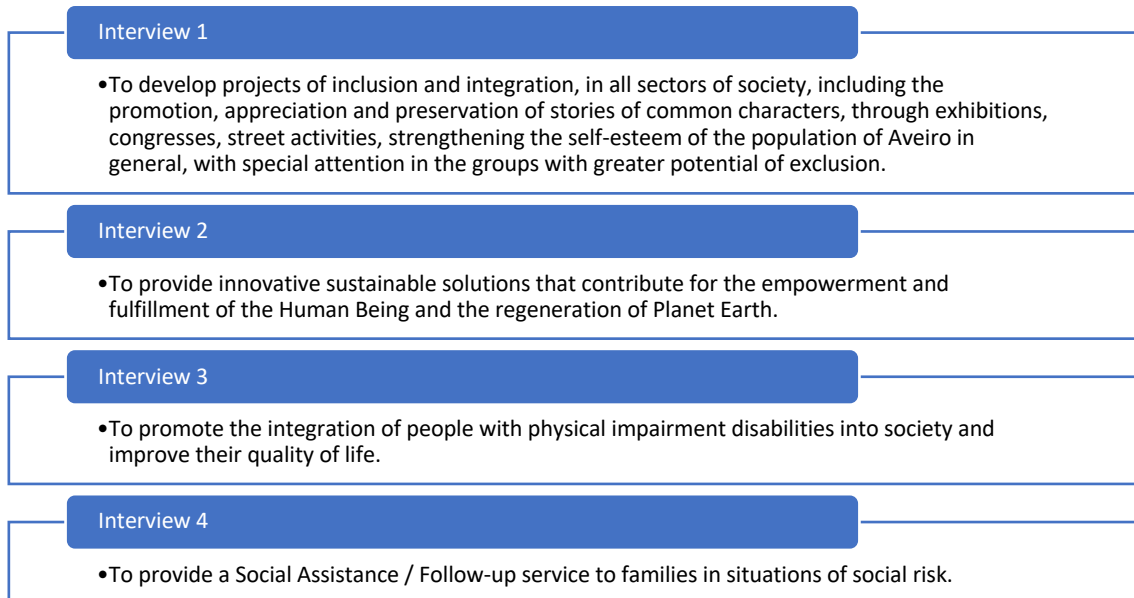 Interview 1
•To develop projects of inclusion and integration, in all sectors of society, including the
promotion, appreciation and preservation of stories of common characters, through exhibitions,
congresses, street activities, strengthening the self-esteem of the population of Aveiro in
general, with special attention in the groups with greater potential of exclusion.
Interview 2
•To provide innovative sustainable solutions that contribute for the empowerment and
fulfillment of the Human Being and the regeneration of Planet Earth.
Interview 3
•To promote the integration of people with physical impairment disabilities into society and
improve their quality of life.
Interview 4
•To provide a Social Assistance / Follow-up service to families in situations of social risk.